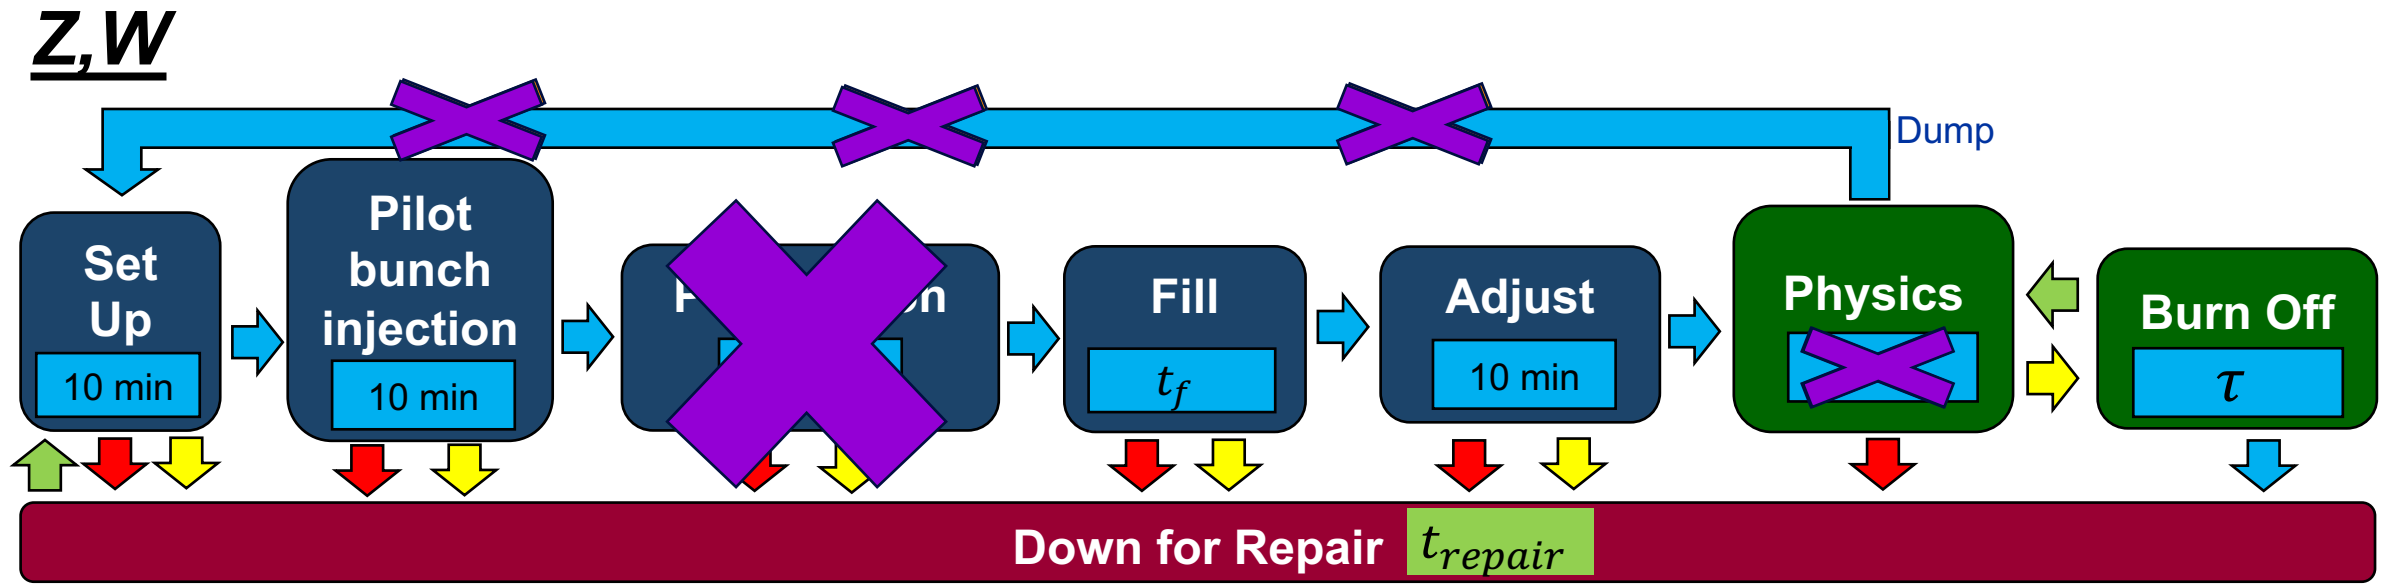 Z,W
Dump
Set
Up
10 min
Pilot
bunch
injection
10 min
Fill
t_f
Adjust
10 min
Physics
Burn Off
τ
Down for Repair t_repair